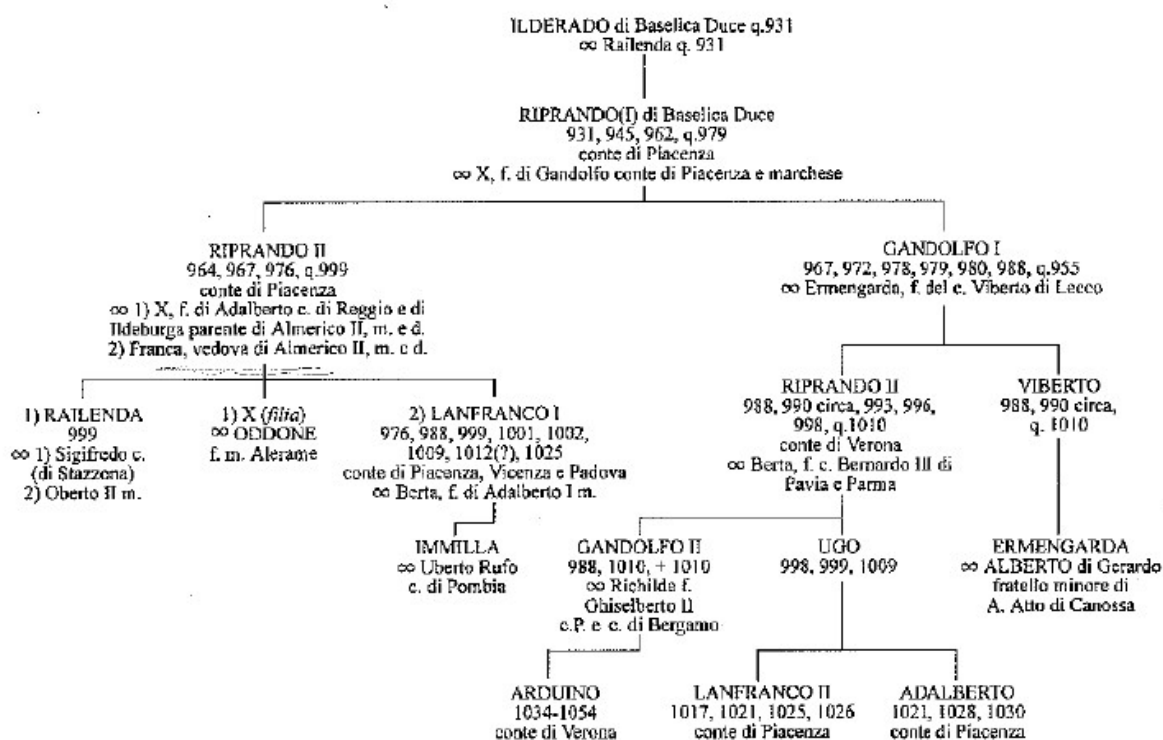 ILDERADO di Baselica Duce q.931
∞ Railenda q. 931
RIPRANDO(I) di Baselica Duce
931, 945, 962, q.979
conte di Piacenza
∞ X, f. di Gandolfo conte di Piacenza e marchese
RIPRANDO II
964, 967, 976, q.999
conte di Piacenza
∞ 1) X, f. di Adalberto c. di Reggio e di
Ildeburga parente di Almerico II, m. e d.
2) Franca, vedova di Almerico II, m. e d.
GANDOLFO I
967, 972, 978, 979, 980, 988, q.955
∞ Ermengarda, f. del c. Viberto di Lecco
1) RAILENDA
999
∞ 1) Sigifredo c.
(di Stazzona)
2) Oberto II m.
1) X (filia)
∞ ODDONE
f. m. Alerame
2) LANFRANCO I
976, 988, 999, 1001, 1002,
1009, 1012(?), 1025
conte di Piacenza, Vicenza e Padova
∞ Berta, f. di Adalberto I m.
RIPRANDO II
988, 990 circa, 993, 996,
998, q.1010
conte di Verona
∞ Berta, f. c. Bernardo III di
Pavia e Parma
VIBERTO
988, 990 circa,
q. 1010
IMMILLA
∞ Uberto Rufo
c. di Pombia
GANDOLFO II
988, 1010, + 1010
∞ Richilda f.
Ghiselberto II
c.P. e c. di Bergamo
UGO
998, 999, 1009
ERMENGARDA
∞ ALBERTO di Gerardo
fratello minore di
A. Atto di Canossa
ARDUINO
1034-1054
conte di Verona
LANFRANCO II
1017, 1021, 1025, 1026
conte di Piacenza
ADALBERTO
1021, 1028, 1030
conte di Piacenza